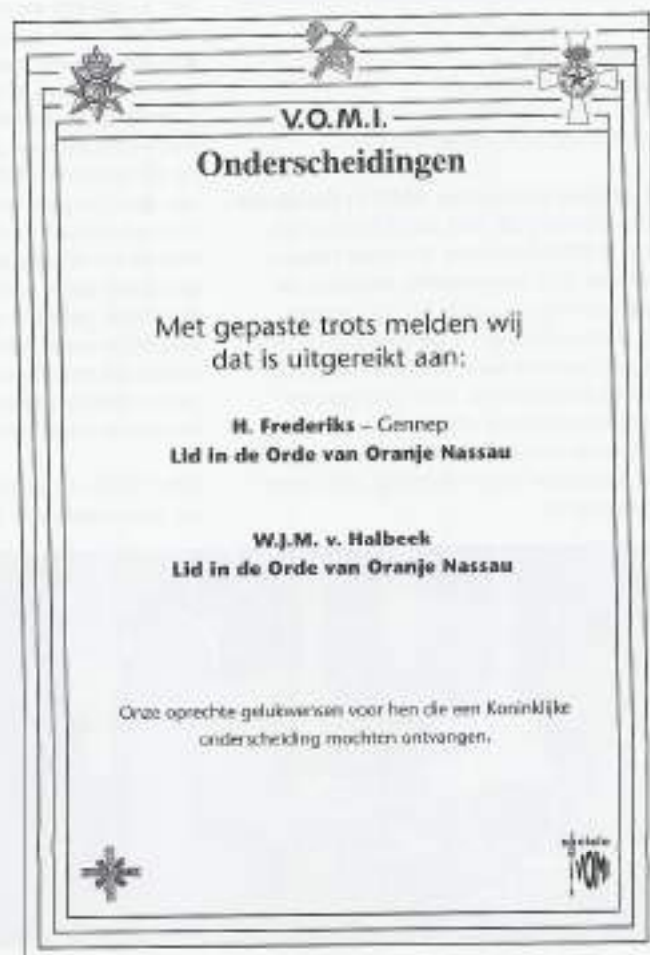 V.O.M.I.
Onderscheidingen
Met gepaste trots melden wij
dat is uitgereikt aan:
H. Frederiks – Gennep
Lid in de Orde van Oranje Nassau
W.J.M. v. Halbeek
Lid in de Orde van Oranje Nassau
Onze oprechte gelukwensen voor hen die een Koninklijke
onderscheiding mochten ontvangen.
VOMI